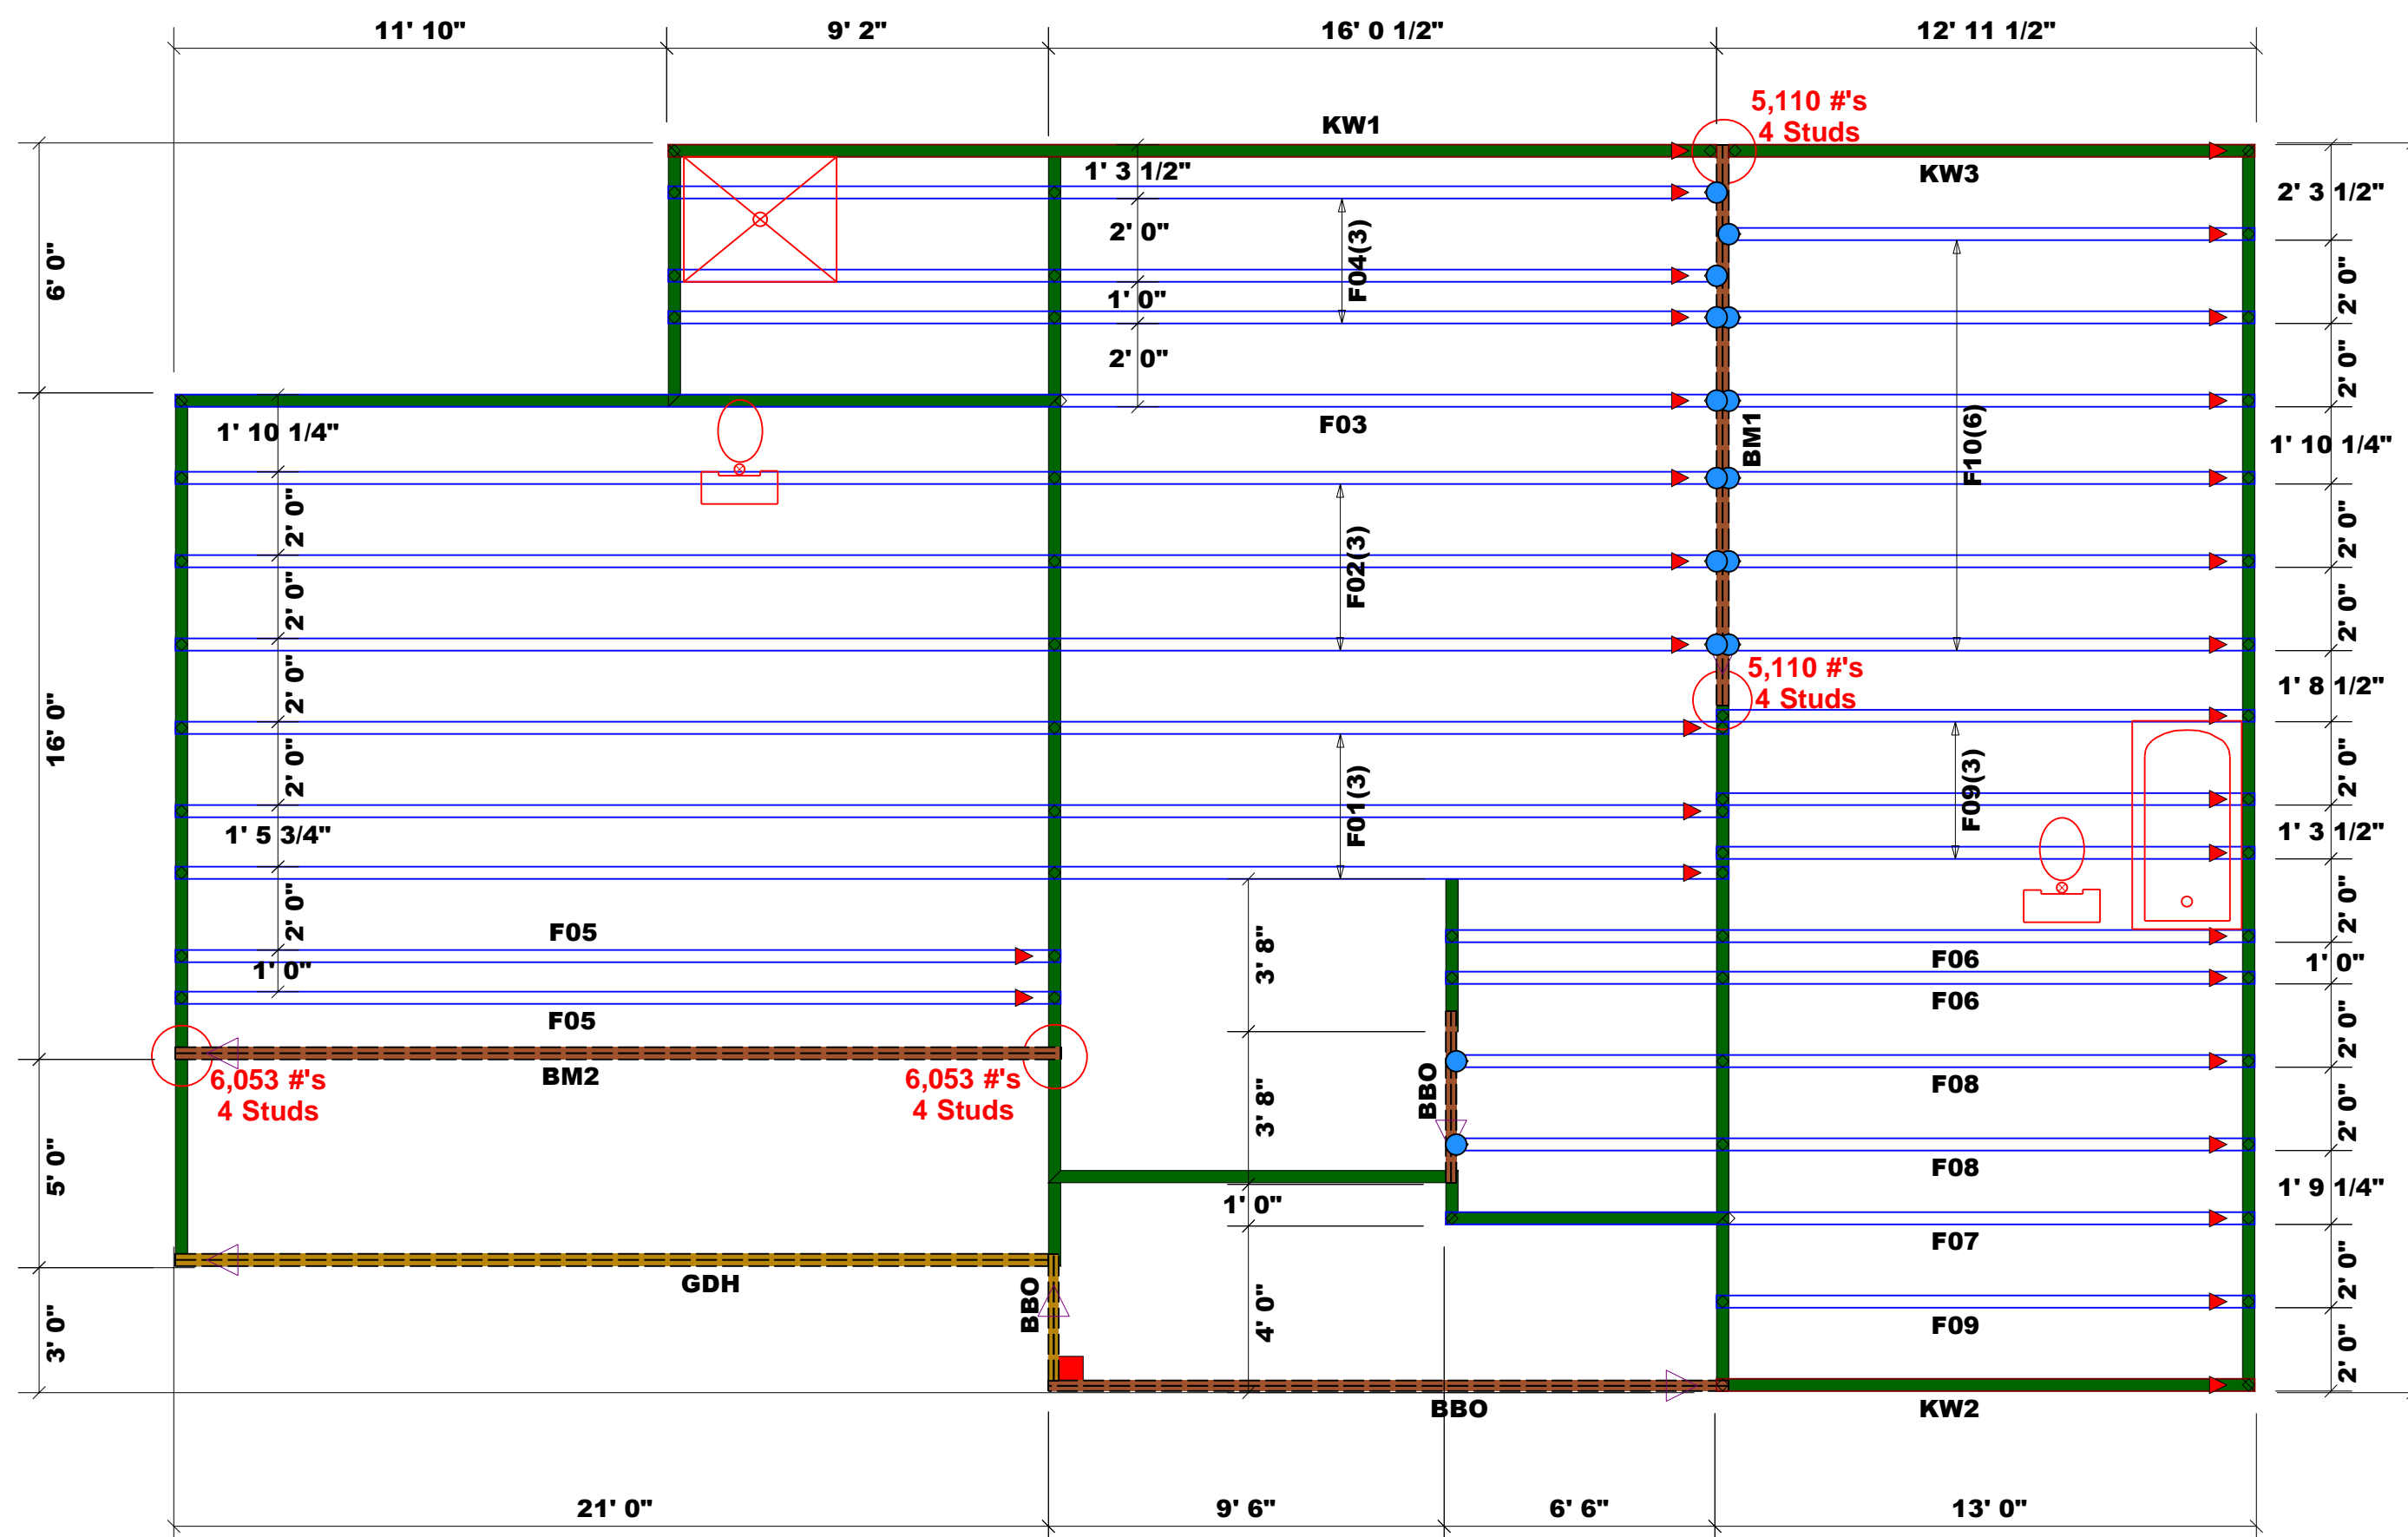 11' 10"
9' 2"
16' 0 1/2"
12' 11 1/2"
5,110 #'s
4 Studs
KW1
1' 3 1/2"
KW3
2' 3 1/2"
2' 0"
F04(3)
6' 0"
1' 0"
2' 0"
2' 0"
2' 0"
1' 10 1/4"
F03
BM1
F10(6)
1' 10 1/4"
2' 0"
F02(3)
2' 0"
2' 0"
2' 0"
2' 0"
5,110 #'s
4 Studs
1' 8 1/2"
16' 0"
2' 0"
F01(3)
F09(3)
2' 0"
1' 5 3/4"
1' 3 1/2"
2' 0"
F05
2' 0"
3' 8"
F06
1' 0"
1' 0"
F05
F06
2' 0"
BM2
6,053 #'s
4 Studs
6,053 #'s
4 Studs
BBO
3' 8"
F08
2' 0"
5' 0"
F08
1' 9 1/4"
1' 0"
F07
GDH
BBO
4' 0"
2' 0"
3' 0"
F09
2' 0"
BBO
KW2
21' 0"
9' 6"
6' 6"
13' 0"